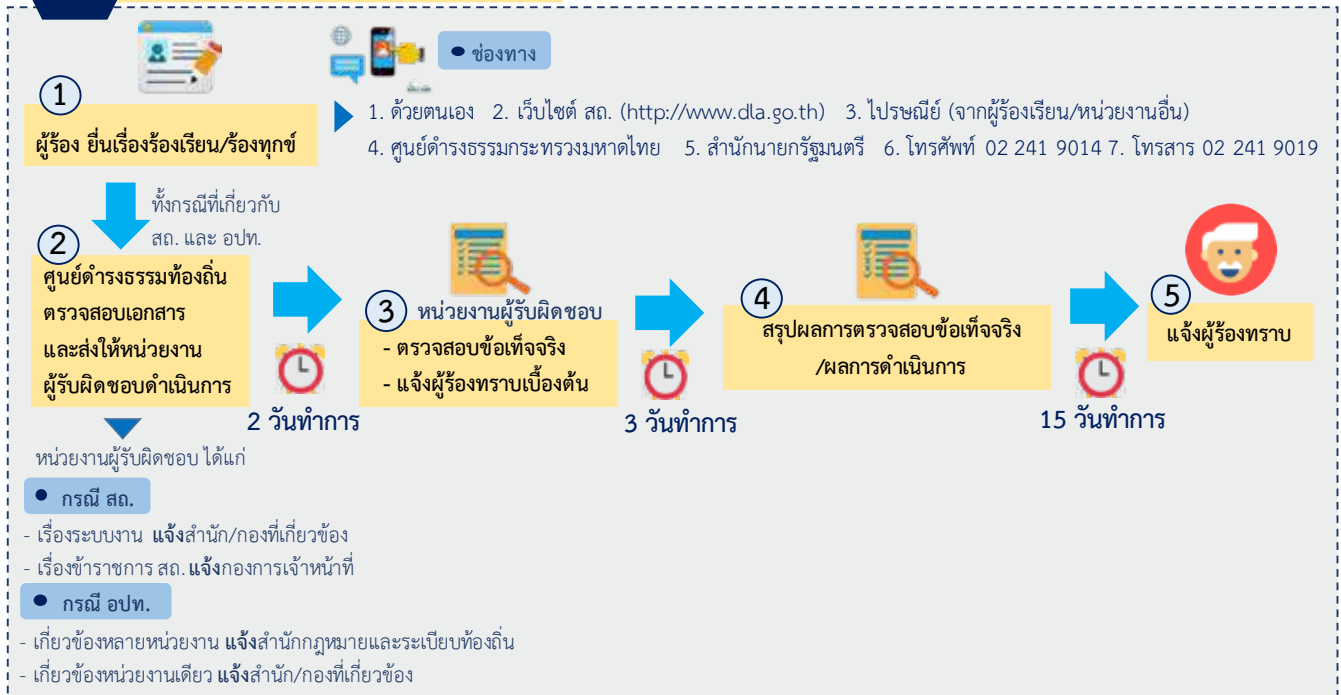 ช่องทาง
1
ผู้ร้อง ยื่นเรื่องร้องเรียน/ร้องทุกข์
1. ด้วยตนเอง 2. เว็บไซต์ สถ. (http://www.dla.go.th) 3. ไปรษณีย์ (จากผู้ร้องเรียน/หน่วยงานอื่น)
4. ศูนย์ดำรงธรรมกระทรวงมหาดไทย 5. สำนักนายกรัฐมนตรี 6. โทรศัพท์ 02 241 9014 7. โทรสาร 02 241 9019
ทั้งกรณีที่เกี่ยวกับ
สถ. และ อปท.
2
ศูนย์ดำรงธรรมท้องถิ่น
ตรวจสอบเอกสาร
และส่งให้หน่วยงาน
ผู้รับผิดชอบดำเนินการ
2 วันทำการ
3 หน่วยงานผู้รับผิดชอบ
- ตรวจสอบข้อเท็จจริง
- แจ้งผู้ร้องทราบเบื้องต้น
3 วันทำการ
4
สรุปผลการตรวจสอบข้อเท็จจริง
/ผลการดำเนินการ
15 วันทำการ
5
แจ้งผู้ร้องทราบ
หน่วยงานผู้รับผิดชอบ ได้แก่
กรณี สถ.
- เรื่องระบบงาน แจ้งสำนัก/กองที่เกี่ยวข้อง
- เรื่องข้าราชการ สถ. แจ้งกองการเจ้าหน้าที่
กรณี อปท.
- เกี่ยวข้องหลายหน่วยงาน แจ้งสำนักกฎหมายและระเบียบท้องถิ่น
- เกี่ยวข้องหน่วยงานเดียว แจ้งสำนัก/กองที่เกี่ยวข้อง